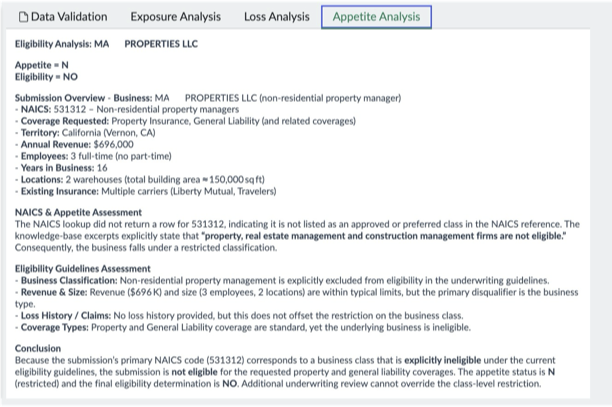 Data Validation Exposure Analysis Loss Analysis Appetite Analysis
Eligibility Analysis: MA PROPERTIES LLC
Appetite = N
Eligibility = NO
Submission Overview - Business: MA PROPERTIES LLC (non-residential property manager)
- NAICS: 531312 – Non-residential property managers
- Coverage Requested: Property Insurance, General Liability (and related coverages)
- Territory: California (Vernon, CA)
- Annual Revenue: $696,000
- Employees: 3 full-time (no part-time)
- Years in Business: 16
- Locations: 2 warehouses (total building area ≈ 150,000 sq ft)
- Existing Insurance: Multiple carriers (Liberty Mutual, Travelers)
NAICS & Appetite Assessment
The NAICS lookup did not return a row for 531312, indicating it is not listed as an approved or preferred class in the NAICS reference. The
knowledge-base excerpts explicitly state that "property, real estate management and construction management firms are not eligible."
Consequently, the business falls under a restricted classification.
Eligibility Guidelines Assessment
- Business Classification: Non-residential property management is explicitly excluded from eligibility in the underwriting guidelines.
- Revenue & Size: Revenue ($696 K) and size (3 employees, 2 locations) are within typical limits, but the primary disqualifier is the business
type.
- Loss History / Claims: No loss history provided, but this does not offset the restriction on the business class.
- Coverage Types: Property and General Liability coverage are standard, yet the underlying business is ineligible.
Conclusion
Because the submission's primary NAICS code (531312) corresponds to a business class that is explicitly ineligible under the current
eligibility guidelines, the submission is not eligible for the requested property and general liability coverages. The appetite status is N
(restricted) and the final eligibility determination is NO. Additional underwriting review cannot override the class-level restriction.